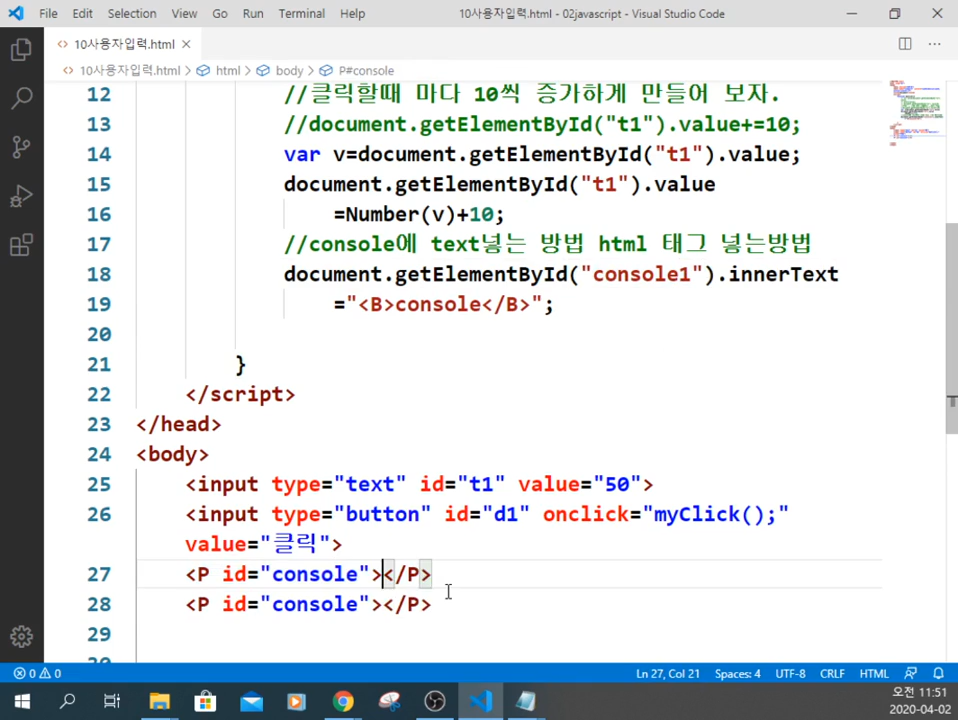 File Edit Selection View Go Run Terminal Help 10사용자입력.html - 02javascript - Visual Studio Code
10사용자입력.html
10사용자입력.html > html > body > P#console
12 //클릭할때 마다 10씩 증가하게 만들어 보자.
13 //document.getElementById("t1").value+=10;
14 var v=document.getElementById("t1").value;
15 document.getElementById("t1").value
16 =Number(v)+10;
17 //console에 text넣는 방법 html 태그 넣는방법
18 document.getElementById("console1").innerText
19 ="<B>console</B>";
20
21 }
22 </script>
23 </head>
24 <body>
25 <input type="text" id="t1" value="50">
26 <input type="button" id="d1" onclick="myClick();"
value="클릭">
27 <P id="console"></P>
28 <P id="console"></P>
29
0 0 Ln 27, Col 21 Spaces: 4 UTF-8 CRLF HTML
오전 11:51
2020-04-02